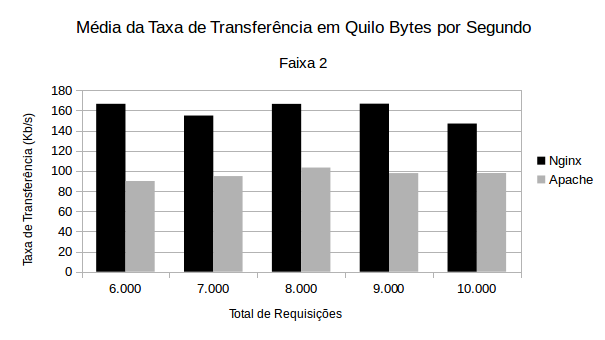 Média da Taxa de Transferência em Quilo Bytes por Segundo
Faixa 2
Taxa de Transferência (Kb/s)
180
160
140
120
100
80
60
40
20
0
6.000 7.000 8.000 9.000 10.000
Total de Requisições
Nginx
Apache